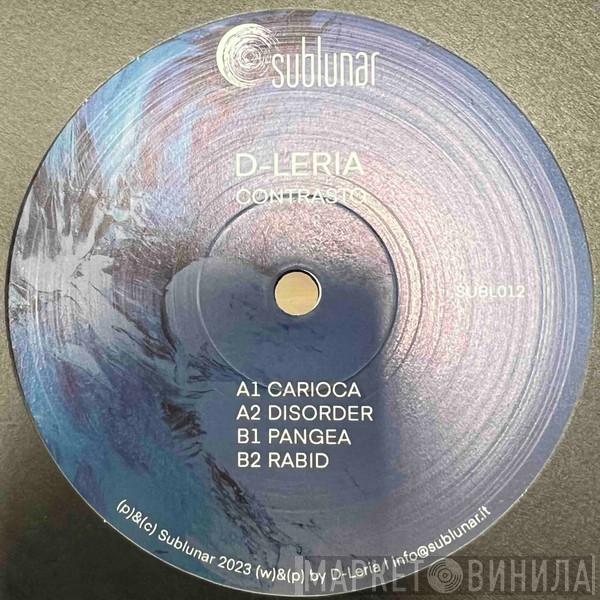 sublunar
D-LERIA
CONTRASTO
SUBL012
A1 CARIOCA
A2 DISORDER
B1 PANGEA
B2 RABID
(p)&(c) Sublunar 2023 (w)&(p) by D-Leria | info@sublunar.it
МАРКЕТ ВИНИЛА